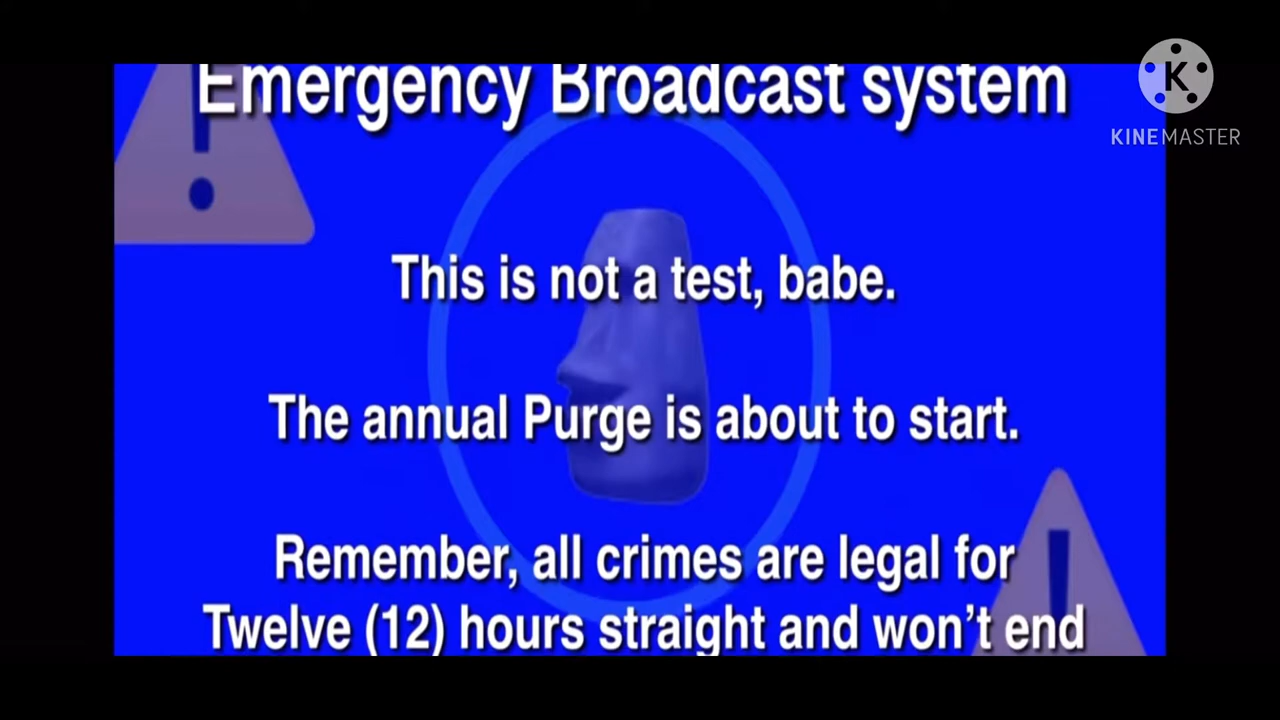 Emergency Broadcast system
KINEMASTER
This is not a test, babe.
The annual Purge is about to start.
Remember, all crimes are legal for
Twelve (12) hours straight and won't end